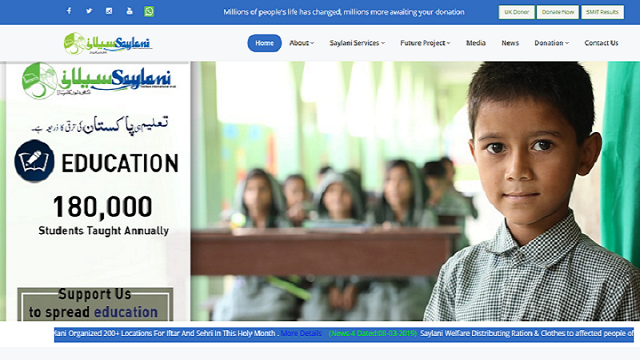 Millions of people's life has changed, millions more awaiting your donation
UK Donor
Donate Now
SMIT Results
سیلانی Saylani
Home
About
Saylani Services
Future Project
Media
News
Donation
Contact Us
سیلانی Saylani
تعلیم ہی پاکستان کی ترقی کا ذریعہ ہے۔
EDUCATION
180,000
Students Taught Annually
Support Us
to spread education
lani Organized 200+ Locations For Iftar And Sehri In This Holy Month . More Details (News-4 Dated:08-03-2019) Saylani Welfare Distributing Ration & Clothes to affected people of